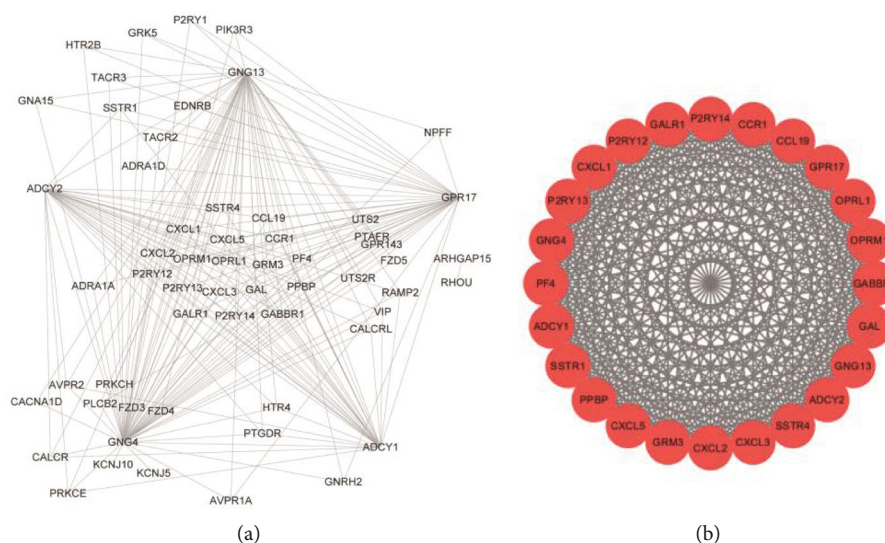 P2RY1
GRK5
PIK3R3
HTR2B
GNG13
TACR3
GNA15
SSTR1
EDNRB
NPFF
TACR2
ADRA1D
ADCY2
GPR17
SSTR4
CCL19
UTS2
CXCL1
PTAFR
CXCL5
CCR1
GPR143
CXCL2
OPRM1
OPRL1
GRM3
PF4
FZD5
ARHGAP15
P2RY12
UTS2R
RHOU
ADRA1A
P2RY13
CXCL3
GAL
PPBP
RAMP2
GALR1
P2RY14
GABBR1
VIP
CALCRL
AVPR2
PRKCH
CACNA1D
PLCB2
FZD3
FZD4
HTR4
GNG4
PTGDR
ADCY1
CALCR
KCNJ10
KCNJ5
GNRH2
PRKCE
AVPR1A
(a)
P2RY14
GALR1
CCR1
P2RY12
CCL19
CXCL1
GPR17
P2RY13
OPRL1
GNG4
OPRM
PF4
GABBR
ADCY1
GAL
SSTR1
GNG13
PPBP
ADCY2
CXCL5
SSTR4
GRM3
CXCL2
CXCL3
(b)